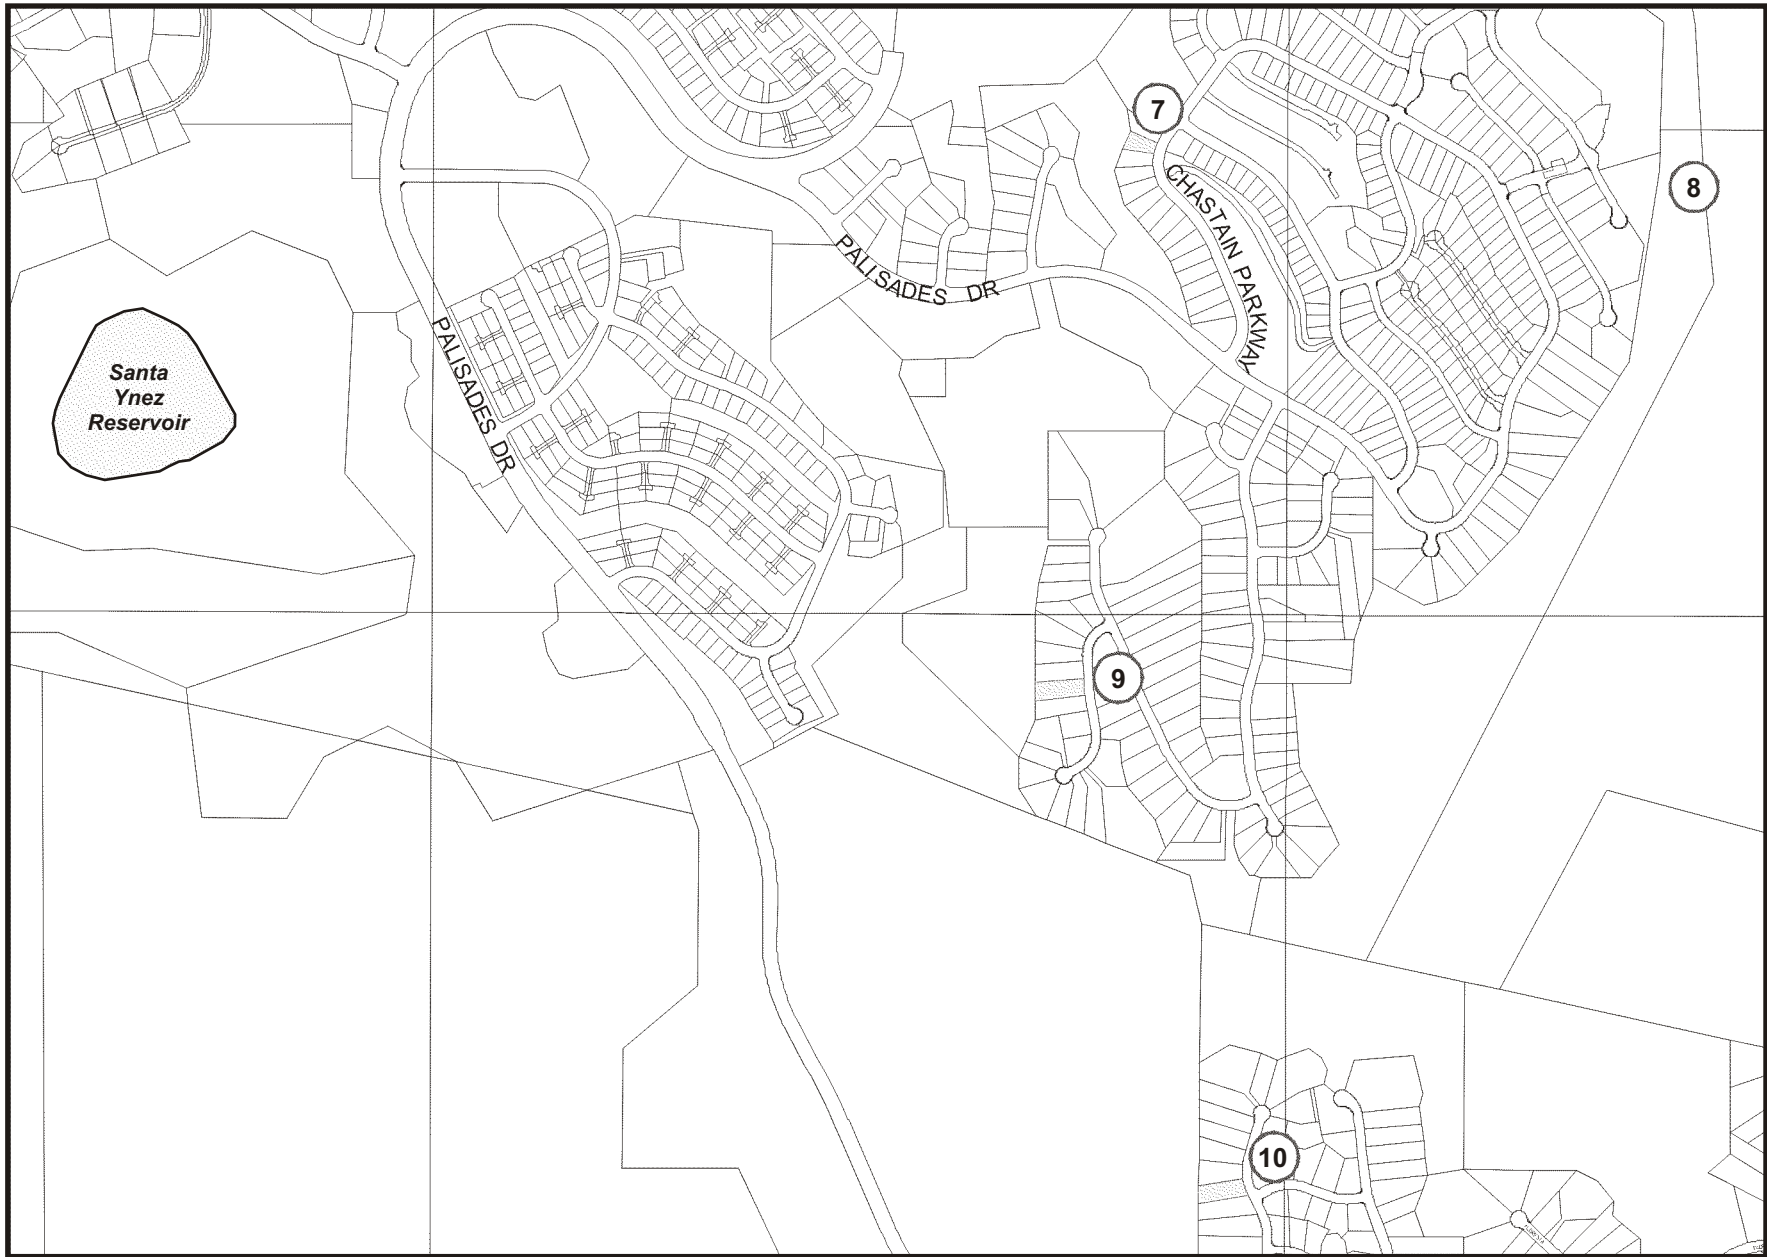 7
8
CHASTAIN PARKWAY
PALISADES DR
PALISADES DR
Santa
Ynez
Reservoir
9
10